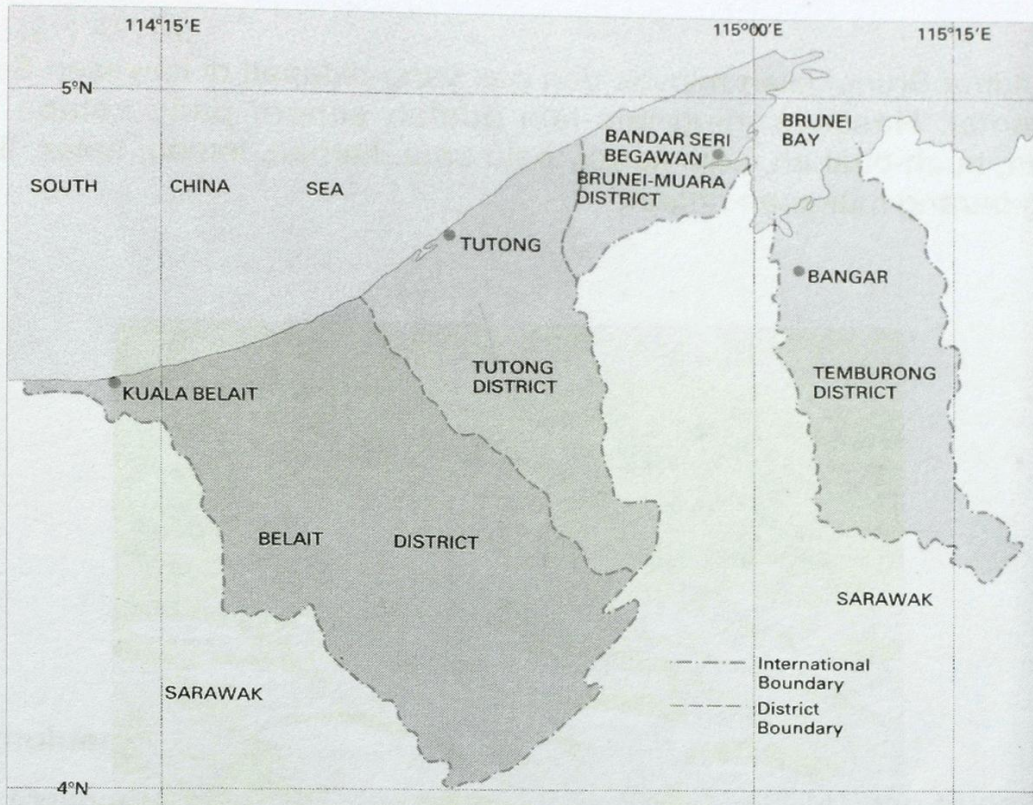 114°15'E
115°00'E
115°15'E
5°N
BRUNEI
BAY
BANDAR SERI
BEGAWAN
BRUNEI-MUARA
DISTRICT
SOUTH CHINA SEA
TUTONG
BANGAR
TUTONG
DISTRICT
TEMBURONG
DISTRICT
KUALA BELAIT
BELAIT DISTRICT
SARAWAK
SARAWAK
International
Boundary
District
Boundary
4°N